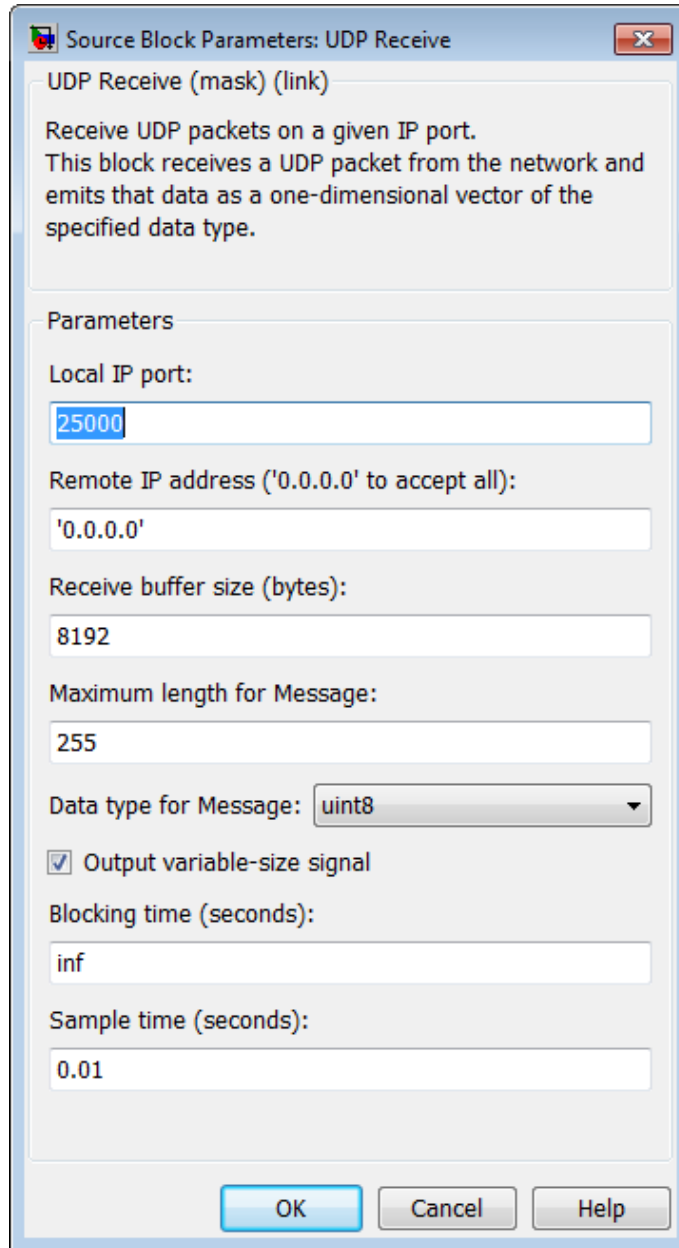 Source Block Parameters: UDP Receive
UDP Receive (mask) (link)
Receive UDP packets on a given IP port.
This block receives a UDP packet from the network and
emits that data as a one-dimensional vector of the
specified data type.
Parameters
Local IP port:
25000
Remote IP address ('0.0.0.0' to accept all):
'0.0.0.0'
Receive buffer size (bytes):
8192
Maximum length for Message:
255
Data type for Message: uint8
Output variable-size signal
Blocking time (seconds):
inf
Sample time (seconds):
0.01
OK Cancel Help